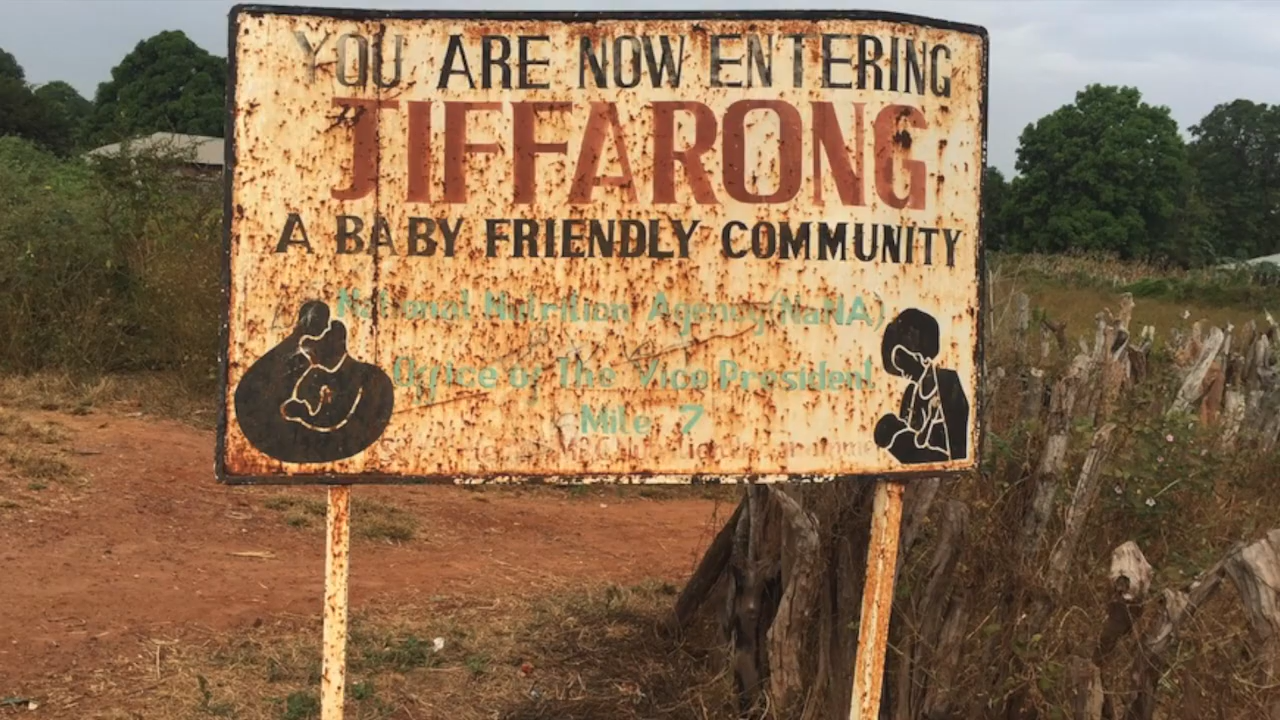 YOU ARE NOW ENTERING
JIFFARONG
A BABY FRIENDLY COMMUNITY
National Nutrition Agency (NaNA)
Office of The Vice President
Mile 7